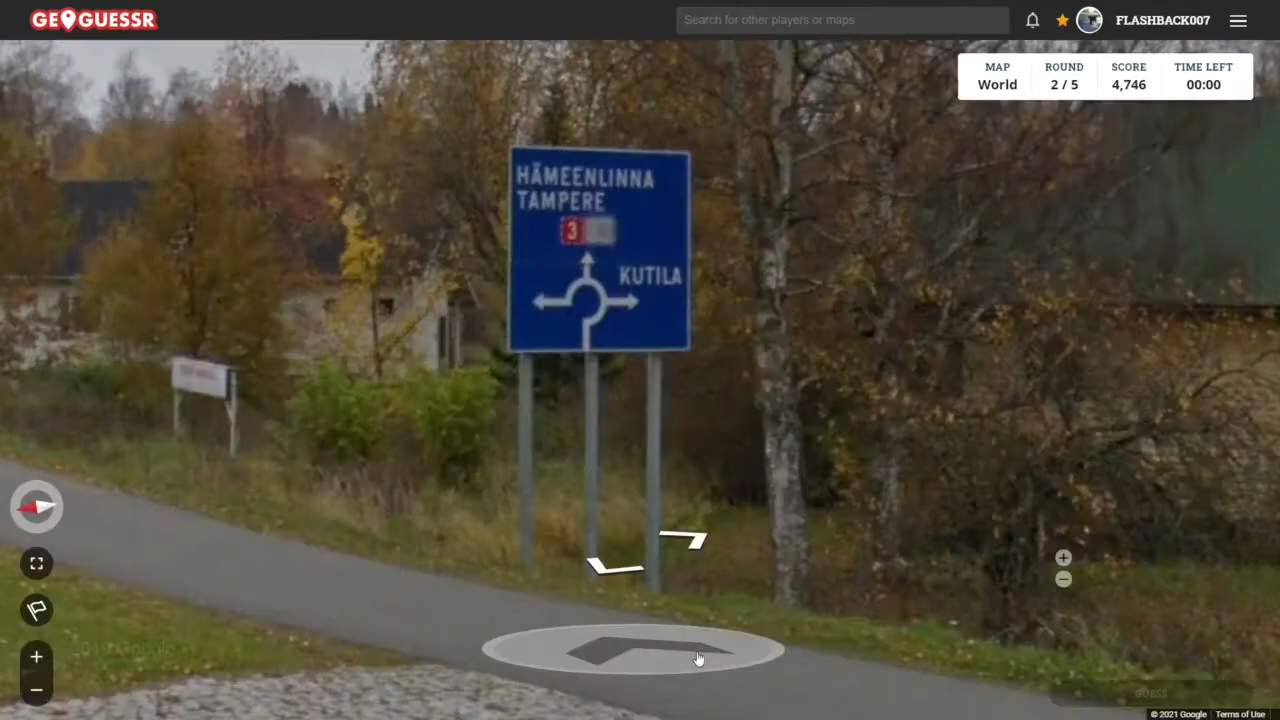 GEOGUESSR
Search for other players or maps
FLASHBACK007
MAP
World
ROUND
2 / 5
SCORE
4,746
TIME LEFT
00:00
HÄMEENLINNA
TAMPERE
3
KUTILA
GUESS
© 2021 Google
Terms of Use